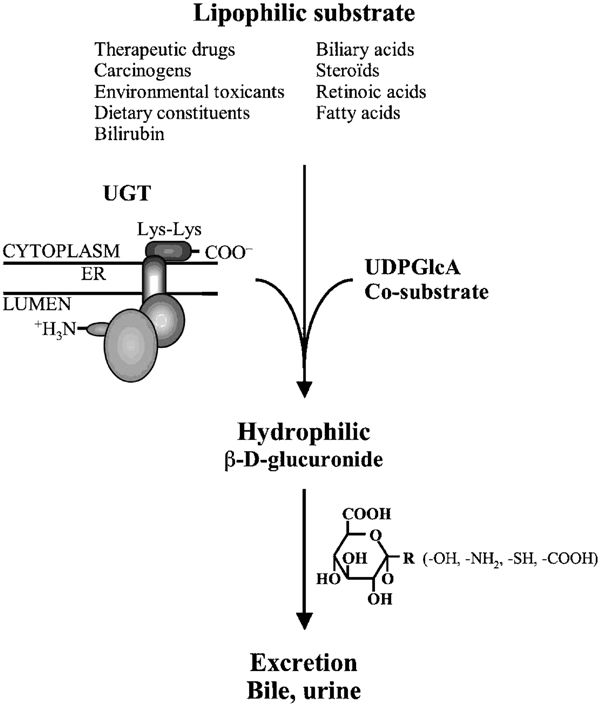 Lipophilic substrate
Therapeutic drugs
Carcinogens
Environmental toxicants
Dietary constituents
Bilirubin
Biliary acids
Steroïds
Retinoic acids
Fatty acids
UGT
Lys-Lys
CYTOPLASM
COO⁻
ER
LUMEN
⁺H₃N
UDPGlcA
Co-substrate
Hydrophilic
β-D-glucuronide
COOH
O
OH
R (-OH, -NH₂, -SH, -COOH)
HO
O
OH
Excretion
Bile, urine